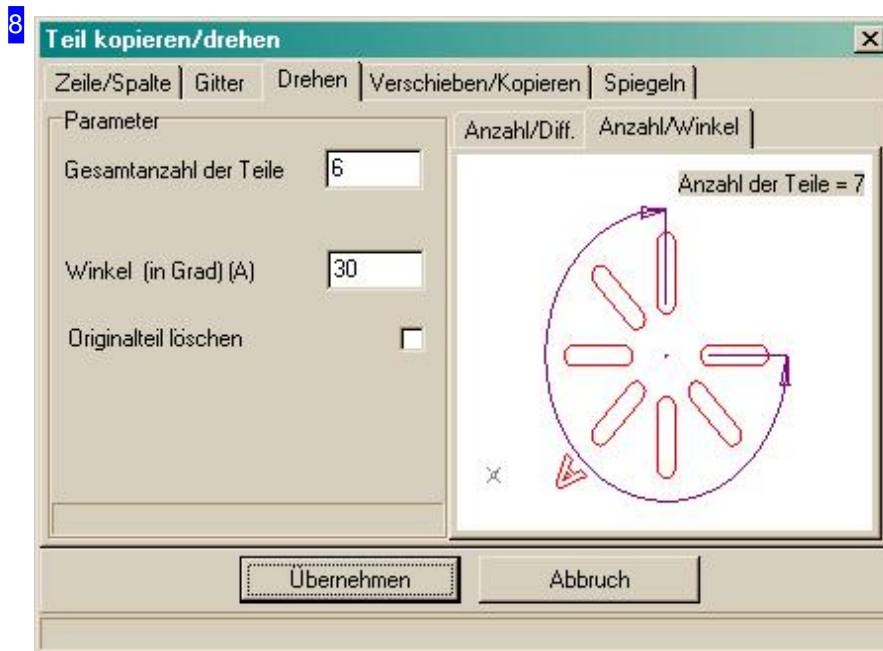 8
Teil kopieren/drehen
Zeile/Spalte Gitter Drehen Verschieben/Kopieren Spiegeln
Parameter
Anzahl/Diff. Anzahl/Winkel
Gesamtanzahl der Teile 6
Anzahl der Teile = 7
Winkel (in Grad) (A) 30
Originalteil löschen
A
Übernehmen Abbruch